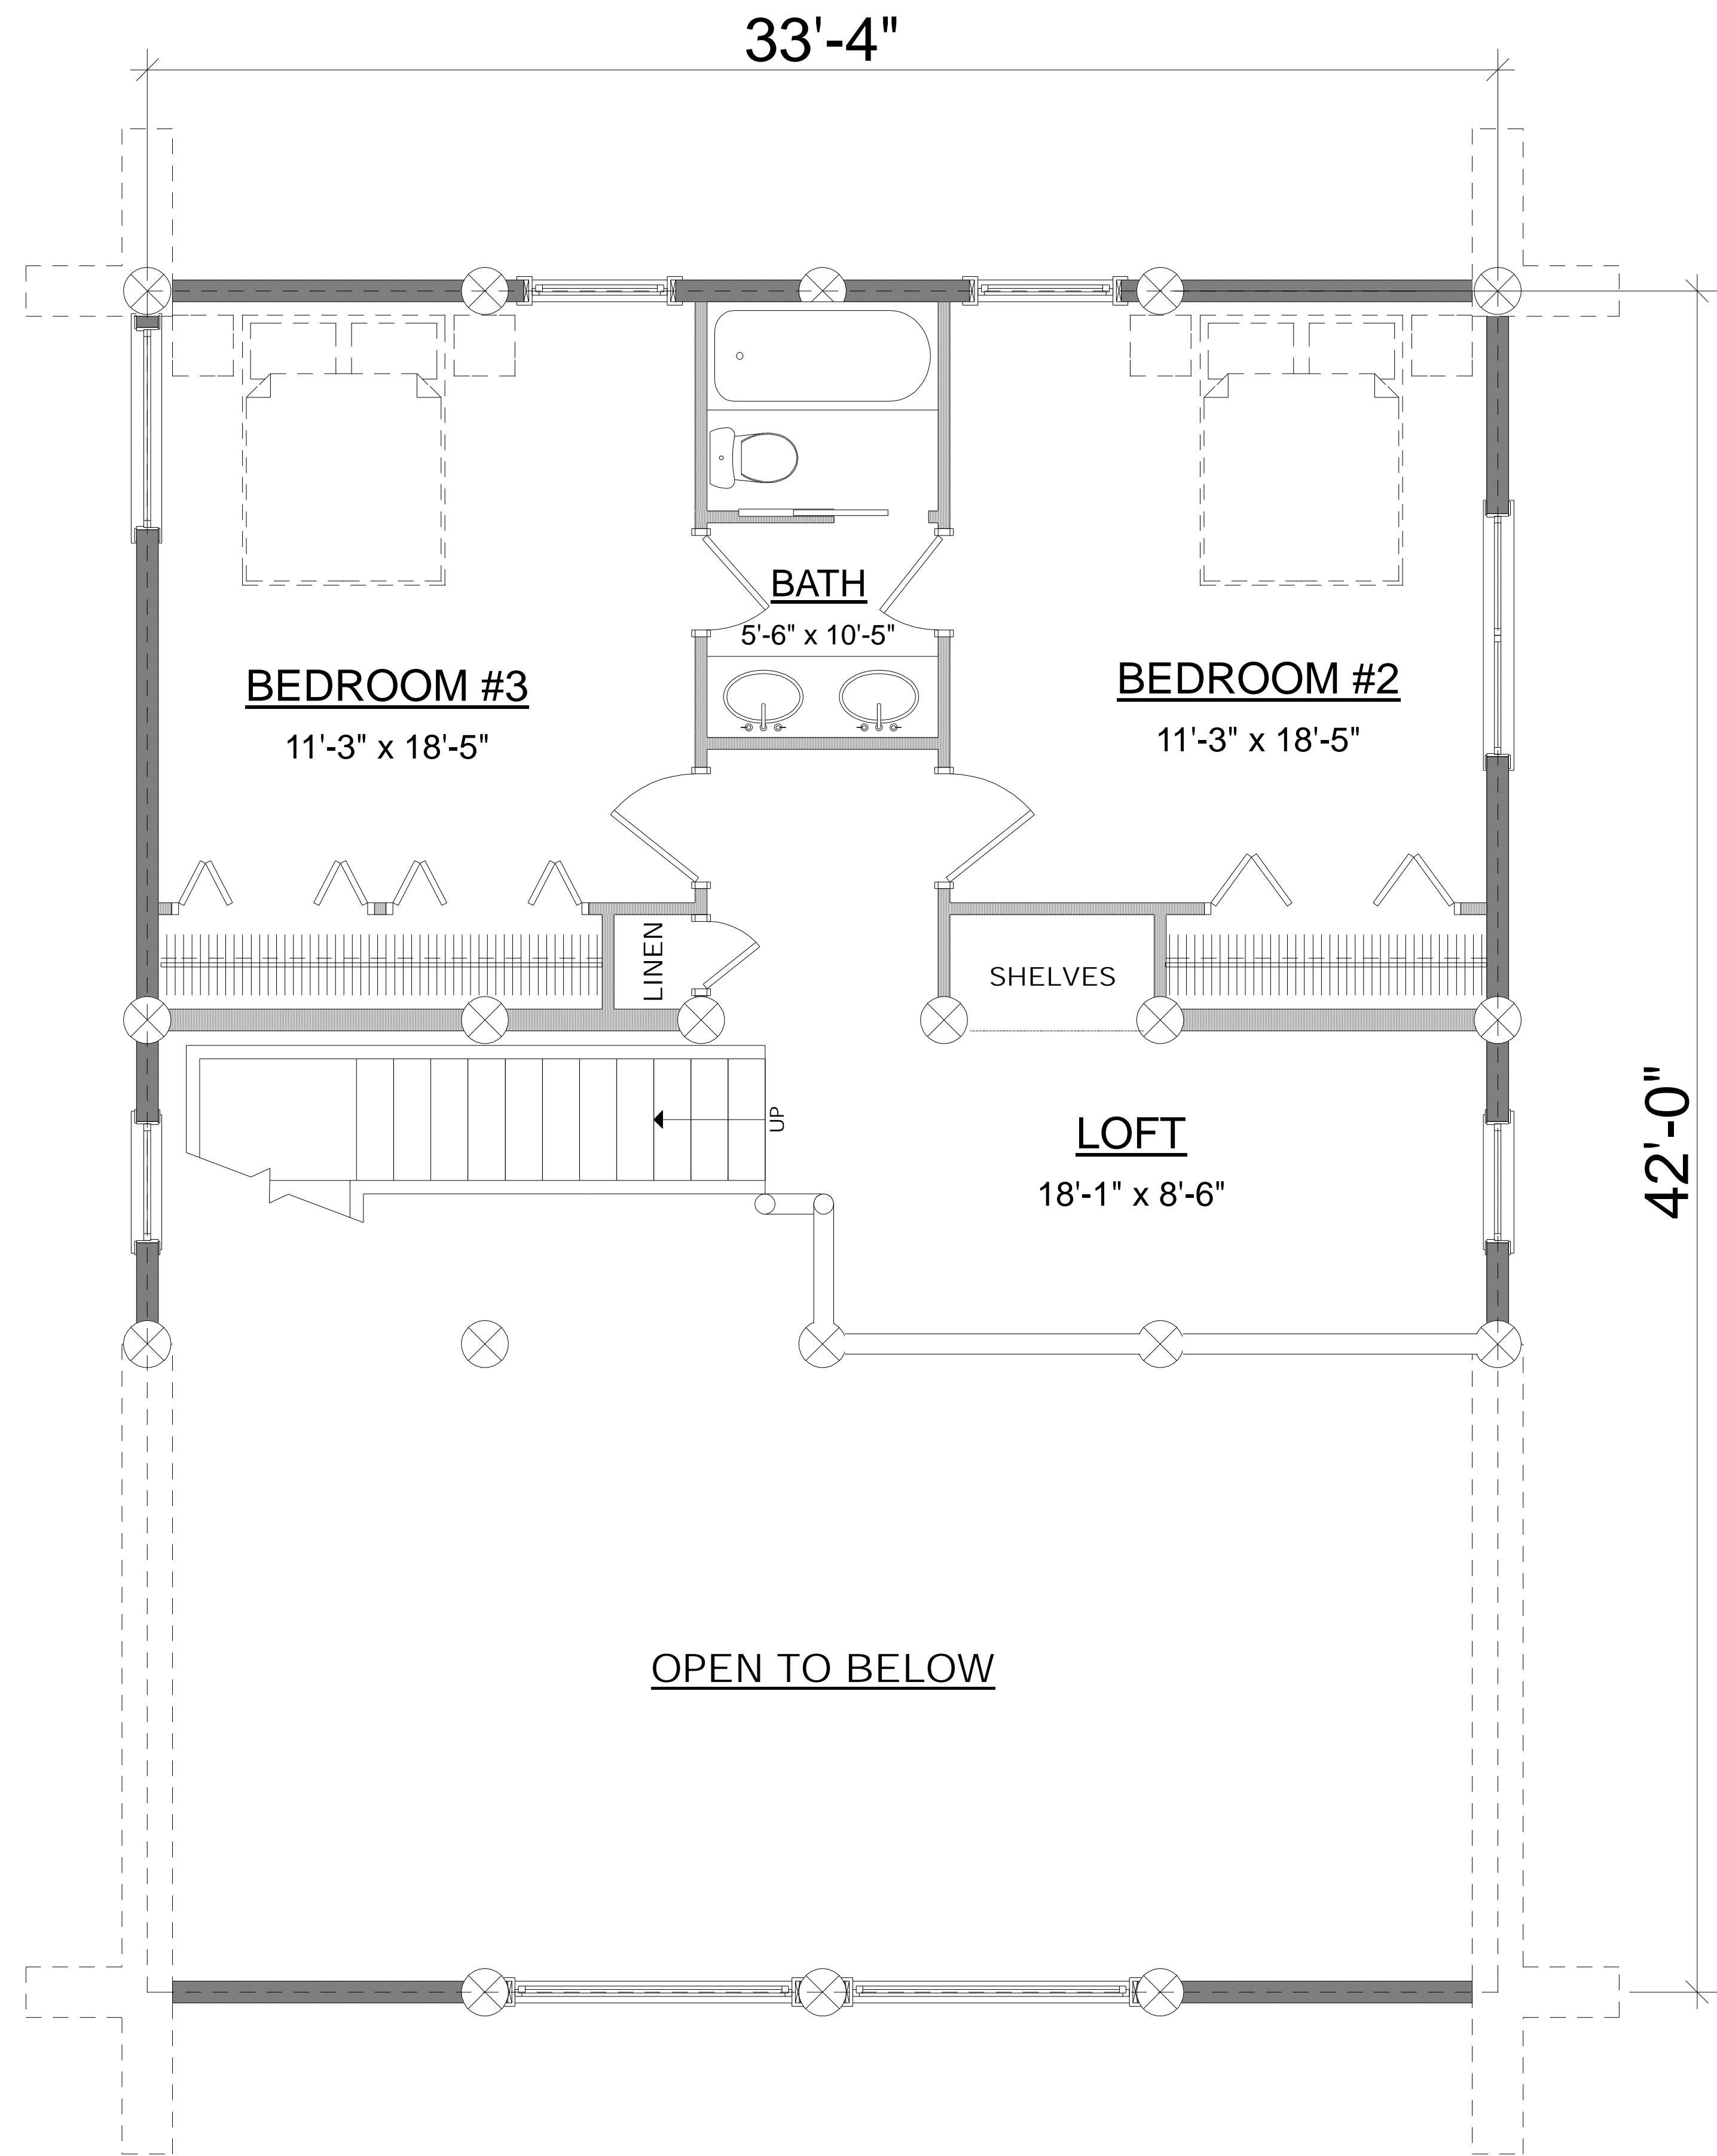 33'-4"
BATH
5'-6" x 10'-5"
BEDROOM #3
11'-3" x 18'-5"
BEDROOM #2
11'-3" x 18'-5"
LINEN
SHELVES
UP
LOFT
18'-1" x 8'-6"
42'-0"
OPEN TO BELOW